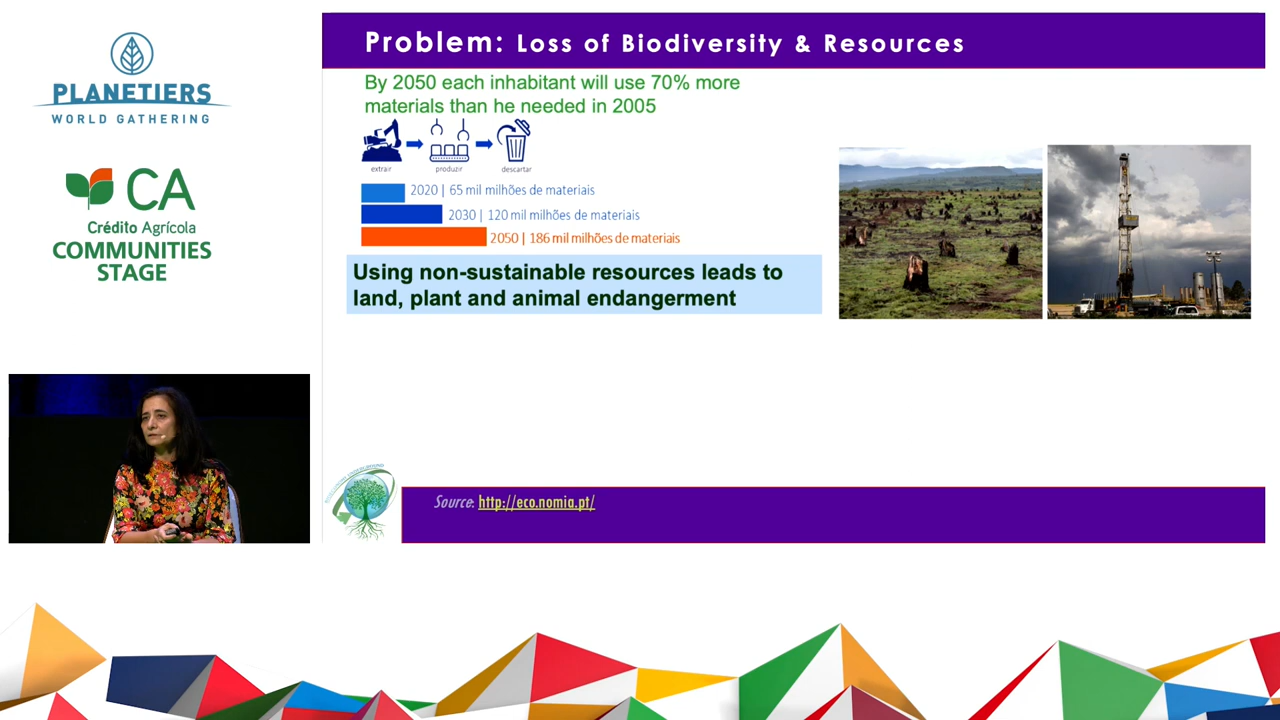 PLANETIERS
WORLD GATHERING
CA
Crédito Agrícola
COMMUNITIES
STAGE
Problem: Loss of Biodiversity & Resources
By 2050 each inhabitant will use 70% more
materials than he needed in 2005
extrair
produzir
descartar
2020 | 65 mil milhões de materiais
2030 | 120 mil milhões de materiais
2050 | 186 mil milhões de materiais
Using non-sustainable resources leads to
land, plant and animal endangerment
Source: http://eco.nomia.pt/